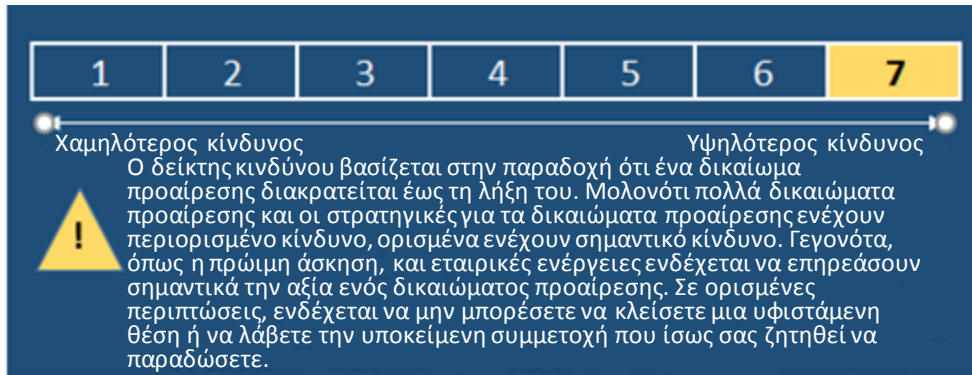 1 2 3 4 5 6 7
Χαμηλότερος κίνδυνος Υψηλότερος κίνδυνος
Ο δείκτης κινδύνου βασίζεται στην παραδοχή ότι ένα δικαίωμα
προαίρεσης διακρατείται έως τη λήξη του. Μολονότι πολλά δικαιώματα
προαίρεσης και οι στρατηγικές για τα δικαιώματα προαίρεσης ενέχουν
περιορισμένο κίνδυνο, ορισμένα ενέχουν σημαντικό κίνδυνο. Γεγονότα,
όπως η πρώιμη άσκηση, και εταιρικές ενέργειες ενδέχεται να επηρεάσουν
σημαντικά την αξία ενός δικαιώματος προαίρεσης. Σε ορισμένες
περιπτώσεις, ενδέχεται να μην μπορέσετε να κλείσετε μια υφιστάμενη
θέση ή να λάβετε την υποκείμενη συμμετοχή που ίσως σας ζητηθεί να
παραδώσετε.
!